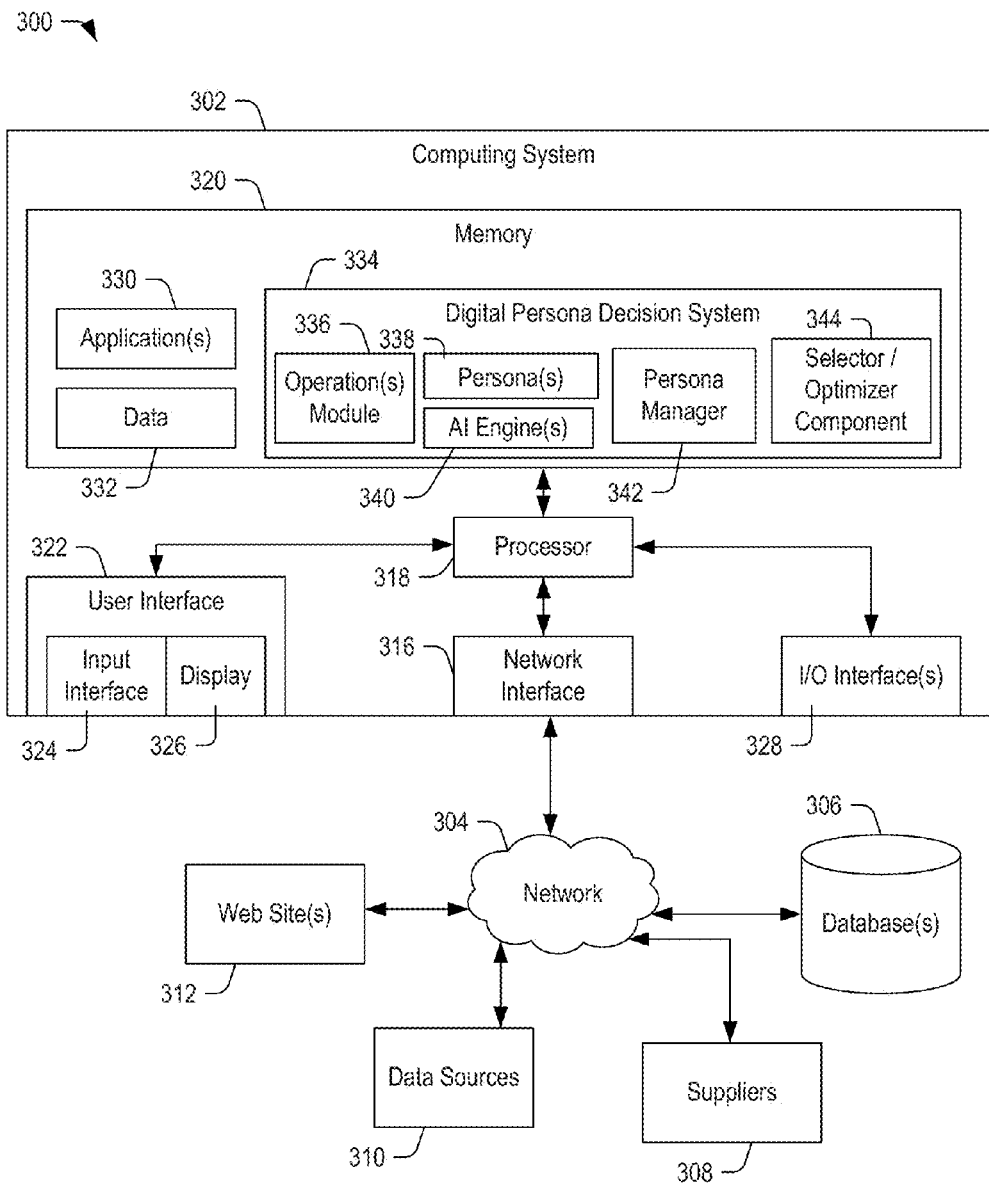 300
302
Computing System
320
Memory
334
330
Digital Persona Decision System
336
338
344
Application(s)
Operation(s)
Module
Persona(s)
Persona
Manager
Selector /
Optimizer
Component
Data
AI Engine(s)
332
340
342
322
Processor
318
User Interface
316
Input
Interface
Display
Network
Interface
I/O Interface(s)
324
326
328
304
306
Network
Web Site(s)
Database(s)
312
Data Sources
Suppliers
310
308